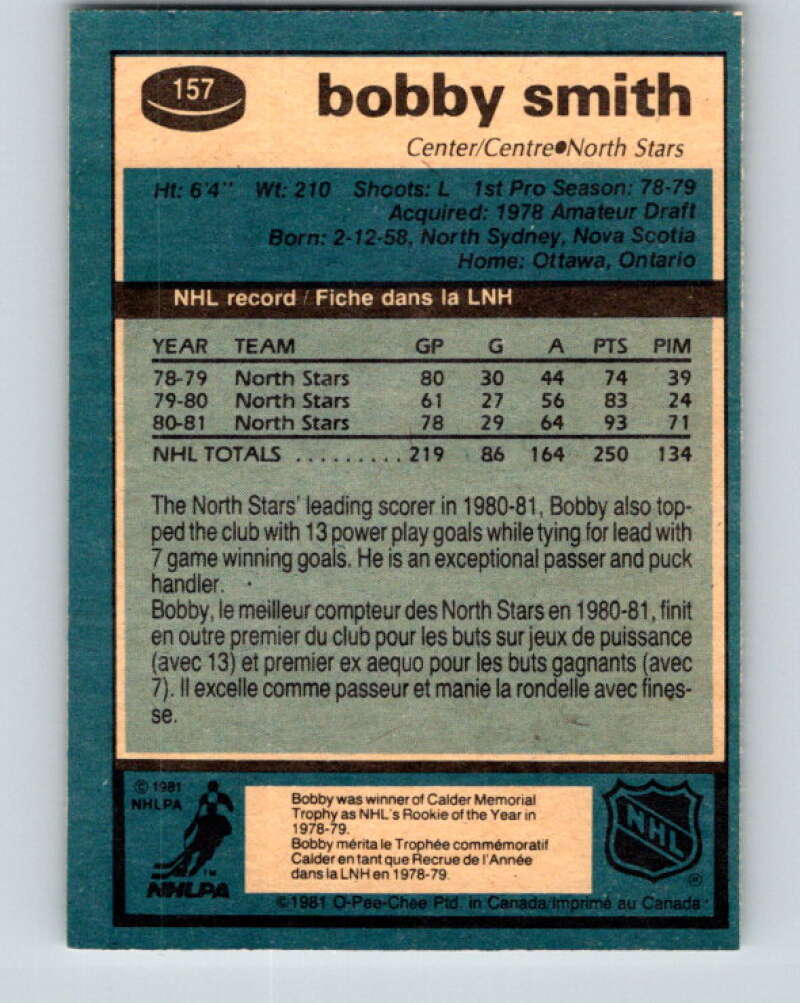 157
bobby smith
Center/Centre●North Stars
Ht: 6'4" Wt: 210 Shoots: L 1st Pro Season: 78-79
Acquired: 1978 Amateur Draft
Born: 2-12-58, North Sydney, Nova Scotia
Home: Ottawa, Ontario
NHL record / Fiche dans la LNH
YEAR TEAM GP G A PTS PIM
78-79 North Stars 80 30 44 74 39
79-80 North Stars 61 27 56 83 24
80-81 North Stars 78 29 64 93 71
NHL TOTALS ......... 219 86 164 250 134
The North Stars' leading scorer in 1980-81, Bobby also top-
ped the club with 13 power play goals while tying for lead with
7 game winning goals. He is an exceptional passer and puck
handler.
Bobby, le meilleur compteur des North Stars en 1980-81, finit
en outre premier du club pour les buts sur jeux de puissance
(avec 13) et premier ex aequo pour les buts gagnants (avec
7). Il excelle comme passeur et manie la rondelle avec fines-
se.
© 1981
NHLPA
TM
NHLPA
Bobby was winner of Calder Memorial
Trophy as NHL's Rookie of the Year in
1978-79.
Bobby mérita le Trophée commémoratif
Calder en tant que Recrue de l'Année
dans la LNH en 1978-79.
NHL
®
©1981 O-Pee-Chee Ptd. in Canada/Imprimé au Canada